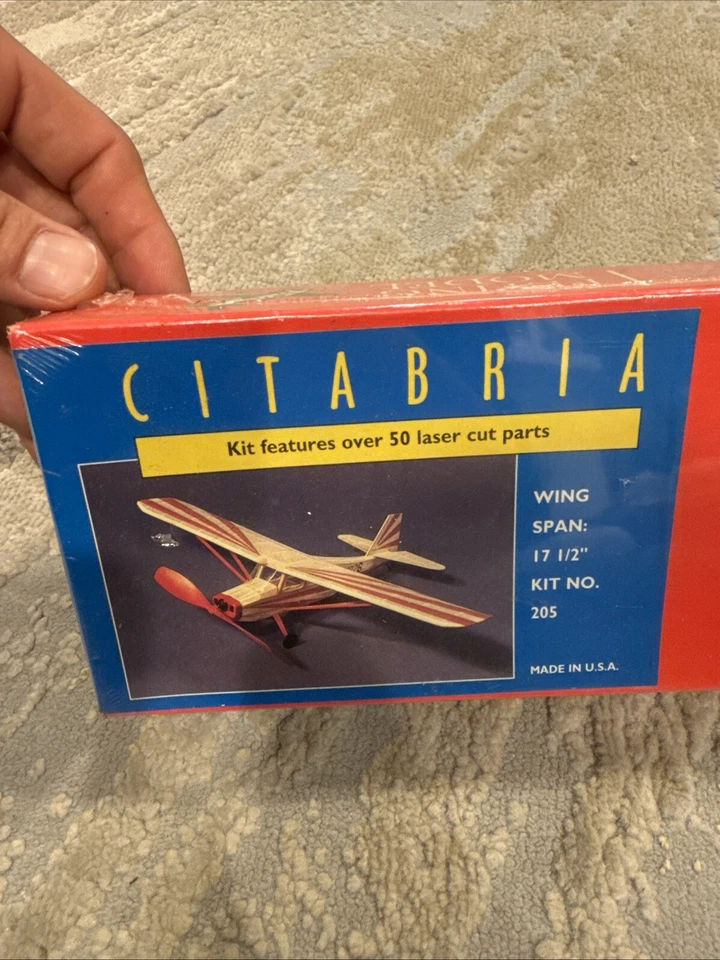 CITABRIA
Kit features over 50 laser cut parts
WING
SPAN:
17 1/2"
KIT NO.
205
MADE IN U.S.A.